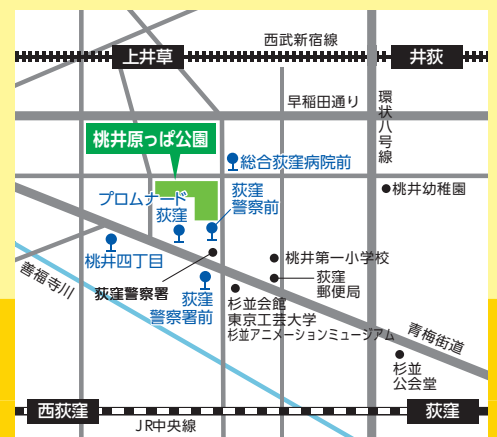 西武新宿線
上井草
井荻
早稲田通り
環状八号線
桃井原っぱ公園
総合荻窪病院前
桃井幼稚園
プロムナード
荻窪
荻窪
警察前
桃井四丁目
荻窪警察署
桃井第一小学校
荻窪
郵便局
善福寺川
荻窪
警察署前
杉並会館
東京工芸大学
杉並アニメーションミュージアム
青梅街道
杉並
公会堂
西荻窪
荻窪
JR中央線